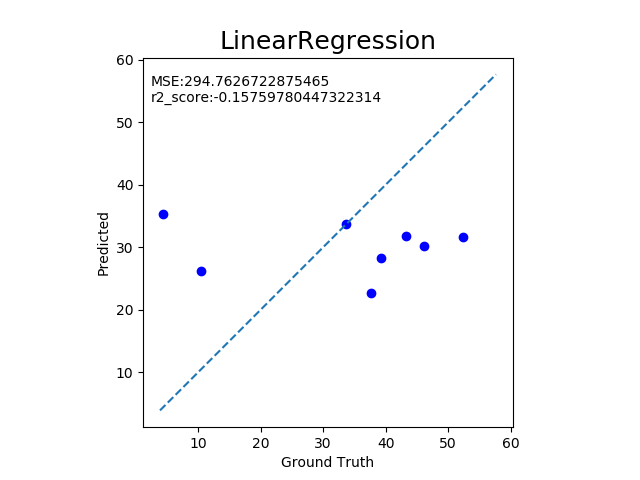 LinearRegression
MSE:294.7626722875465
r2_score:-0.15759780447322314
60
50
40
30
20
10
Predicted
10 20 30 40 50 60
Ground Truth